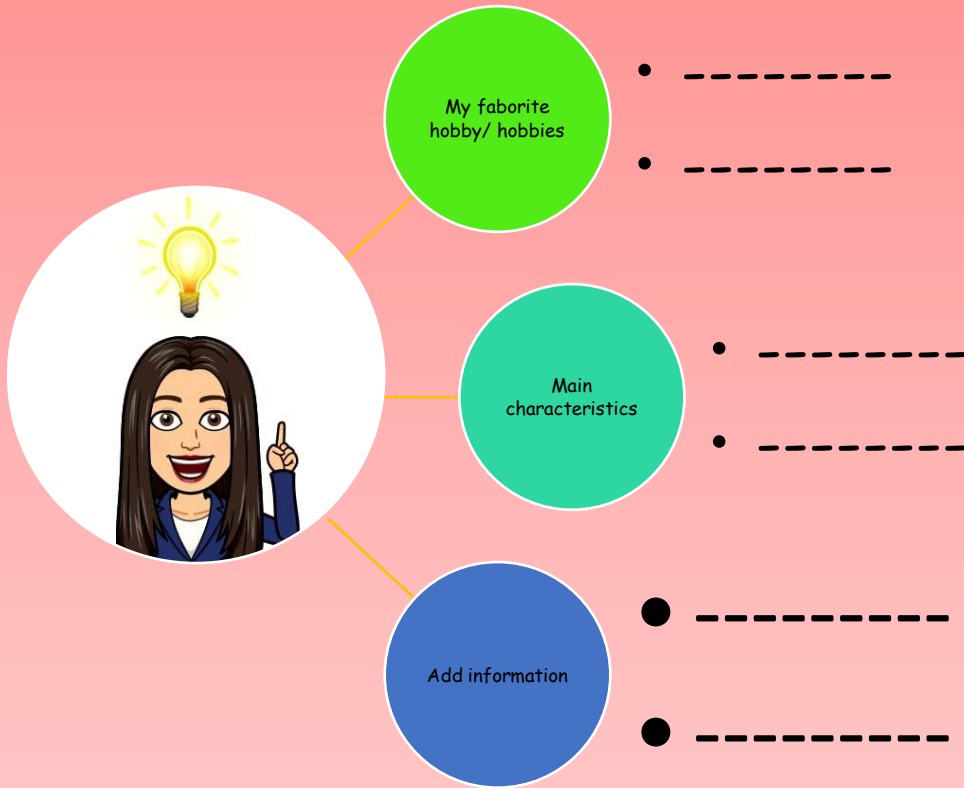 My faborite
hobby/ hobbies
Main
characteristics
Add information